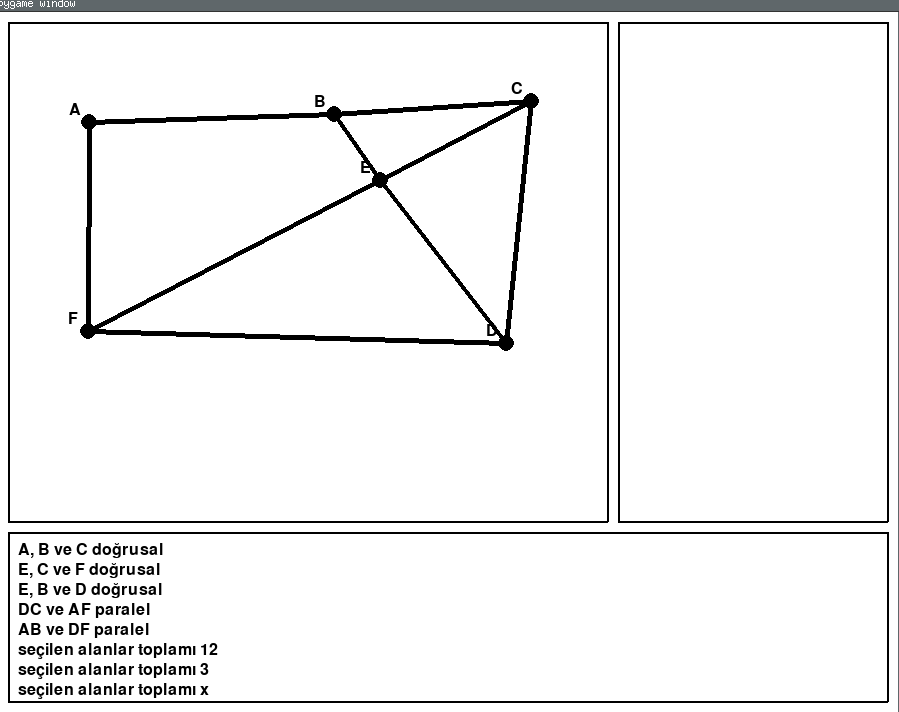 pygame window
A
B
C
E
F
D
A, B ve C doğrusal
E, C ve F doğrusal
E, B ve D doğrusal
DC ve AF paralel
AB ve DF paralel
seçilen alanlar toplamı 12
seçilen alanlar toplamı 3
seçilen alanlar toplamı x